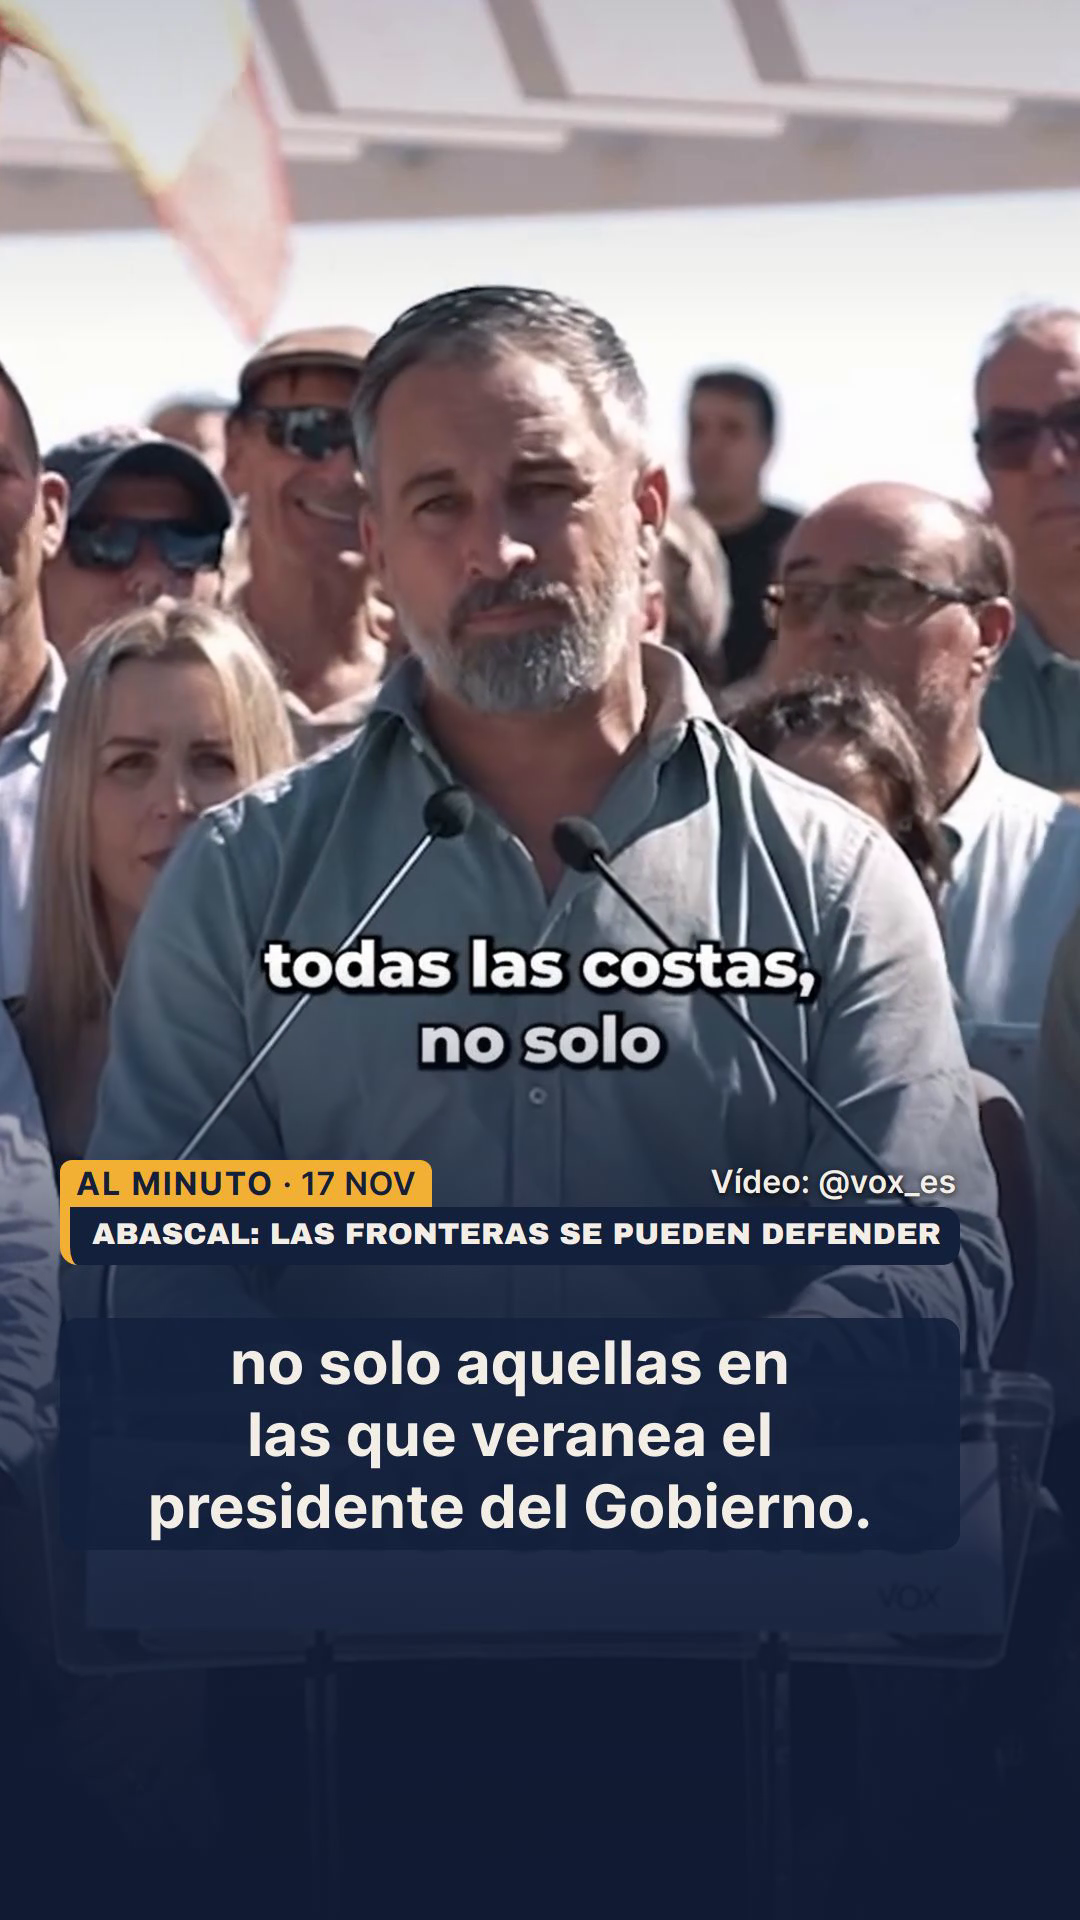 todas las costas,
no solo
AL MINUTO · 17 NOV
Vídeo: @vox_es
ABASCAL: LAS FRONTERAS SE PUEDEN DEFENDER
no solo aquellas en
las que veranea el
presidente del Gobierno.
VOX